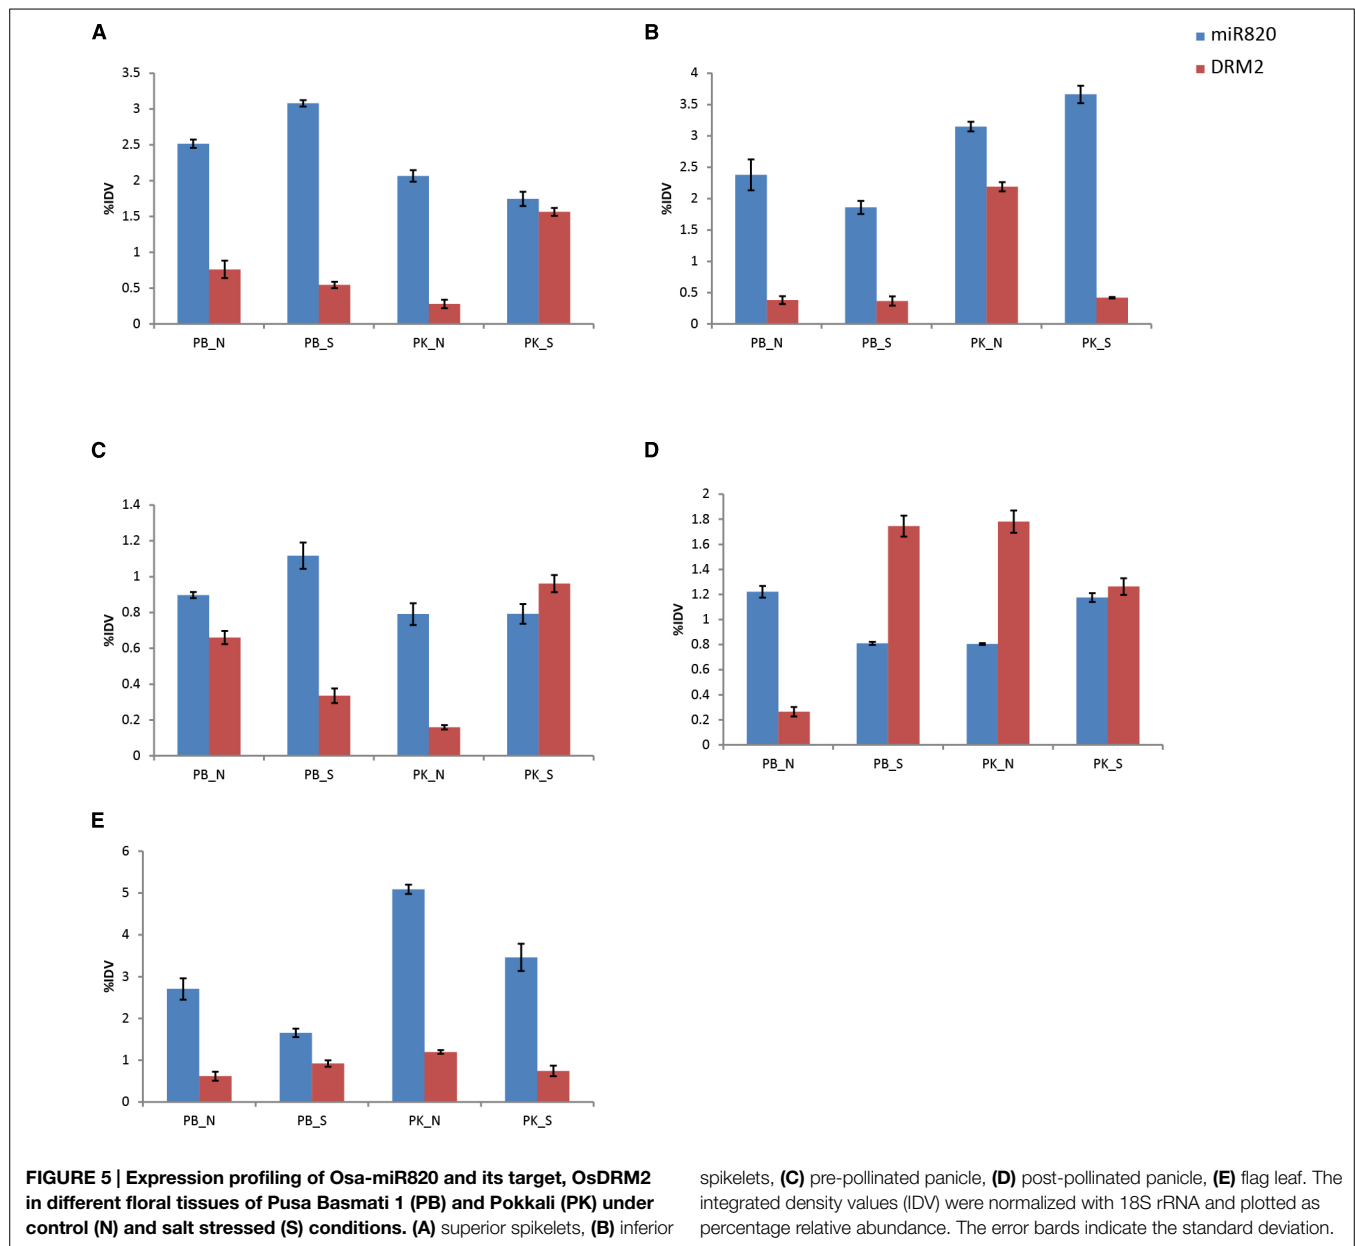 A
3.5
3
2.5
2
1.5
1
0.5
0
%IDV
PB_N PB_S PK_N PK_S
B
4
3.5
3
2.5
2
1.5
1
0.5
0
%IDV
PB_N PB_S PK_N PK_S
miR820
DRM2
C
1.4
1.2
1
0.8
0.6
0.4
0.2
0
%IDV
PB_N PB_S PK_N PK_S
D
2
1.8
1.6
1.4
1.2
1
0.8
0.6
0.4
0.2
0
%IDV
PB_N PB_S PK_N PK_S
E
6
5
4
3
2
1
0
%IDV
PB_N PB_S PK_N PK_S
FIGURE 5 | Expression profiling of Osa-miR820 and its target, OsDRM2
in different floral tissues of Pusa Basmati 1 (PB) and Pokkali (PK) under
control (N) and salt stressed (S) conditions. (A) superior spikelets, (B) inferior
spikelets, (C) pre-pollinated panicle, (D) post-pollinated panicle, (E) flag leaf. The
integrated density values (IDV) were normalized with 18S rRNA and plotted as
percentage relative abundance. The error bards indicate the standard deviation.